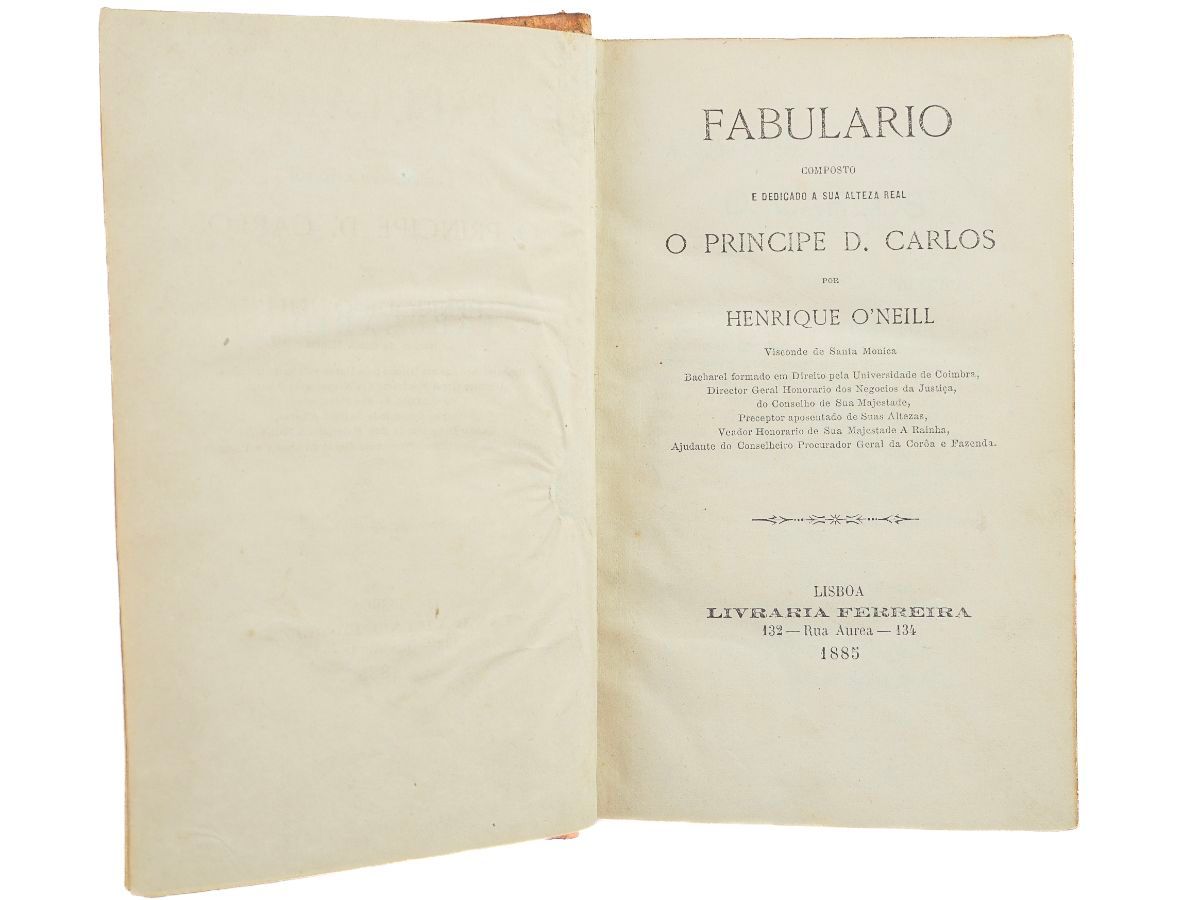 FABULARIO
COMPOSTO
E DEDICADO A SUA ALTEZA REAL
O PRINCIPE D. CARLOS
POR
HENRIQUE O'NEILL
Visconde de Santa Monica
Bacharel formado em Direito pela Universidade de Coimbra,
Director Geral Honorario dos Negocios da Justiça,
do Conselho de Sua Majestade,
Preceptor aposentado de Suas Altezas,
Veador Honorario de Sua Majestade A Rainha,
Ajudante do Conselheiro Procurador Geral da Corôa e Fazenda.
LISBOA
LIVRARIA FERREIRA
132 — Rua Aurea — 134
1885